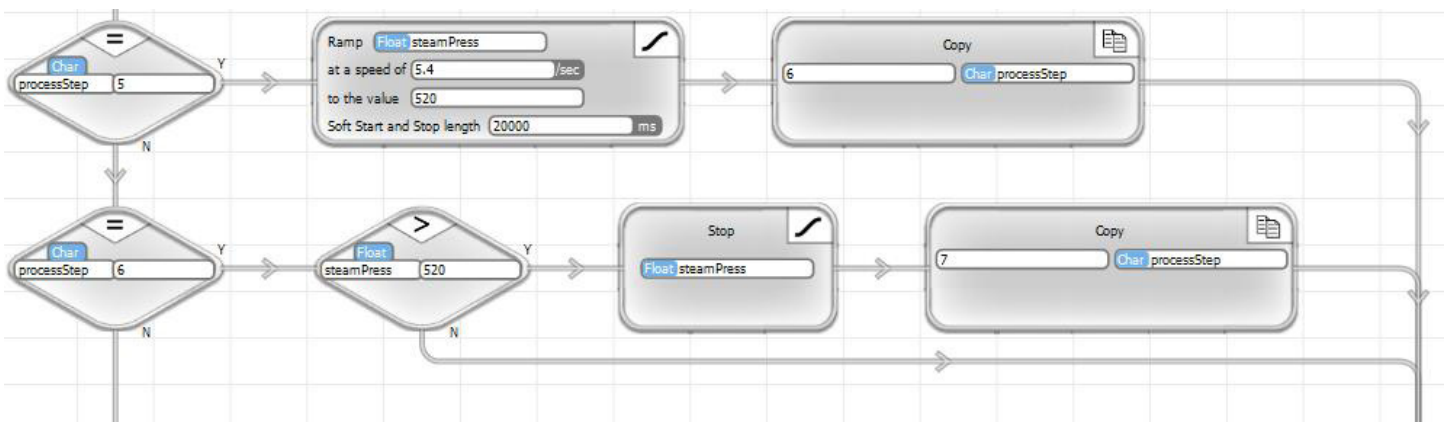 =
Char
processStep 5
Y
N
Ramp Float steamPress
at a speed of 5.4 /sec
to the value 520
Soft Start and Stop length 20000 ms
Copy
6 Char processStep
=
Char
processStep 6
Y
N
>
Float
steamPress 520
Y
N
Stop
Float steamPress
Copy
7 Char processStep